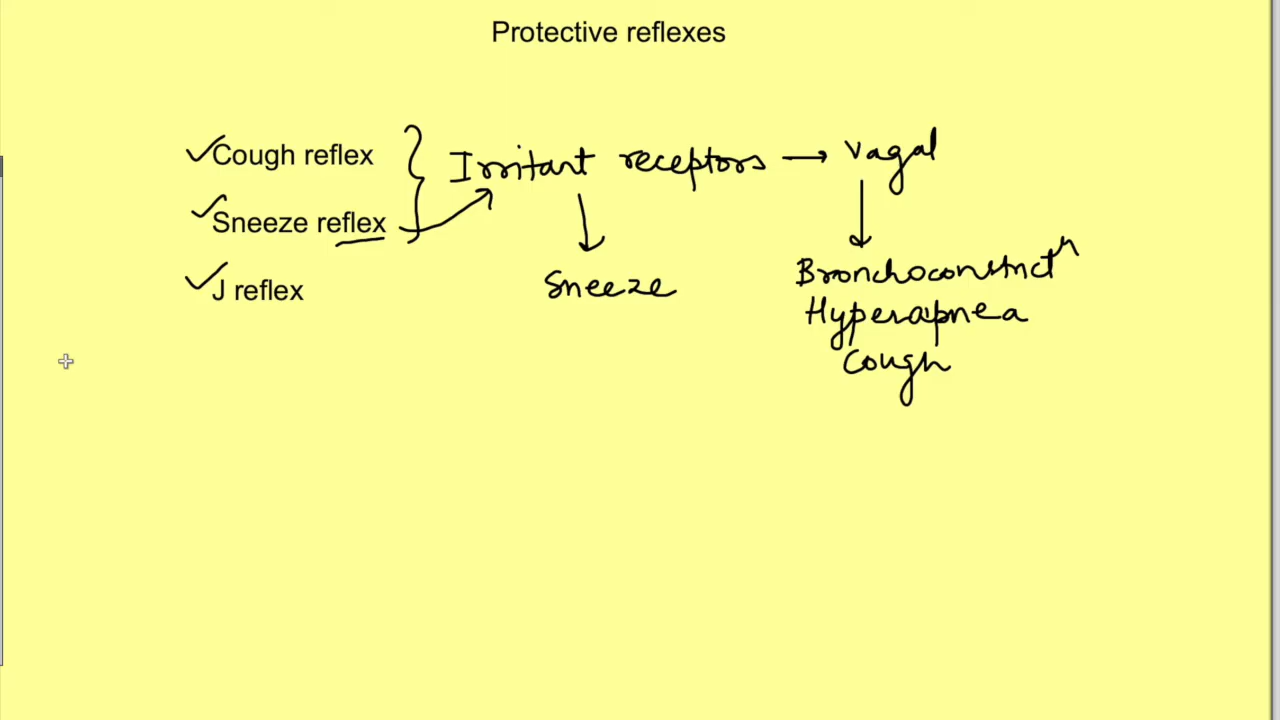 Protective reflexes
Cough reflex
Irritant receptors → vagal
Sneeze reflex
J reflex
Sneeze
Bronchoconstrictn
Hyperapnea
Cough